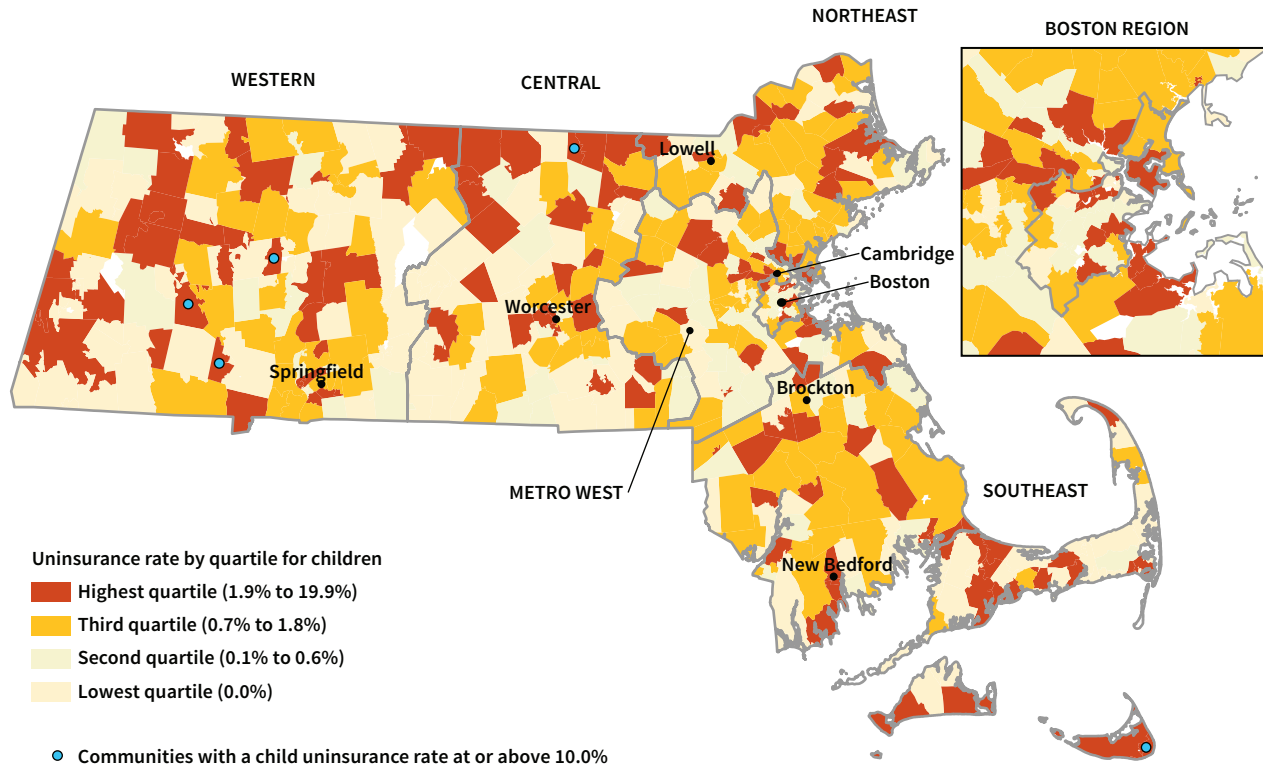 NORTHEAST
BOSTON REGION
WESTERN
CENTRAL
Lowell
Cambridge
Boston
Worcester
Springfield
Brockton
METRO WEST
SOUTHEAST
New Bedford
Uninsurance rate by quartile for children
Highest quartile (1.9% to 19.9%)
Third quartile (0.7% to 1.8%)
Second quartile (0.1% to 0.6%)
Lowest quartile (0.0%)
Communities with a child uninsurance rate at or above 10.0%